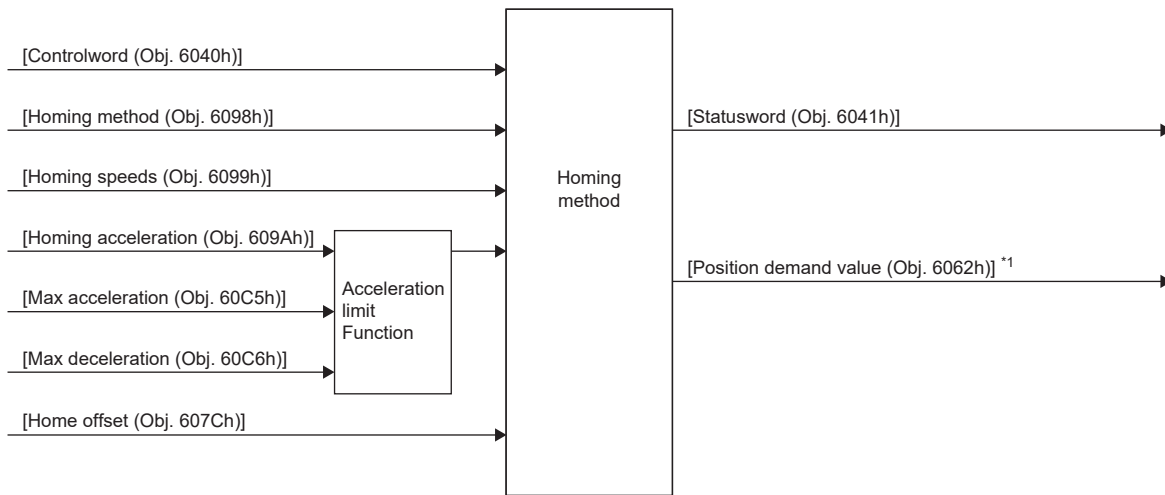 [Controlword (Obj. 6040h)]
[Homing method (Obj. 6098h)]
[Homing speeds (Obj. 6099h)]
[Homing acceleration (Obj. 609Ah)]
[Max acceleration (Obj. 60C5h)]
[Max deceleration (Obj. 60C6h)]
[Home offset (Obj. 607Ch)]
Acceleration
limit
Function
Homing
method
[Statusword (Obj. 6041h)]
[Position demand value (Obj. 6062h)] *1